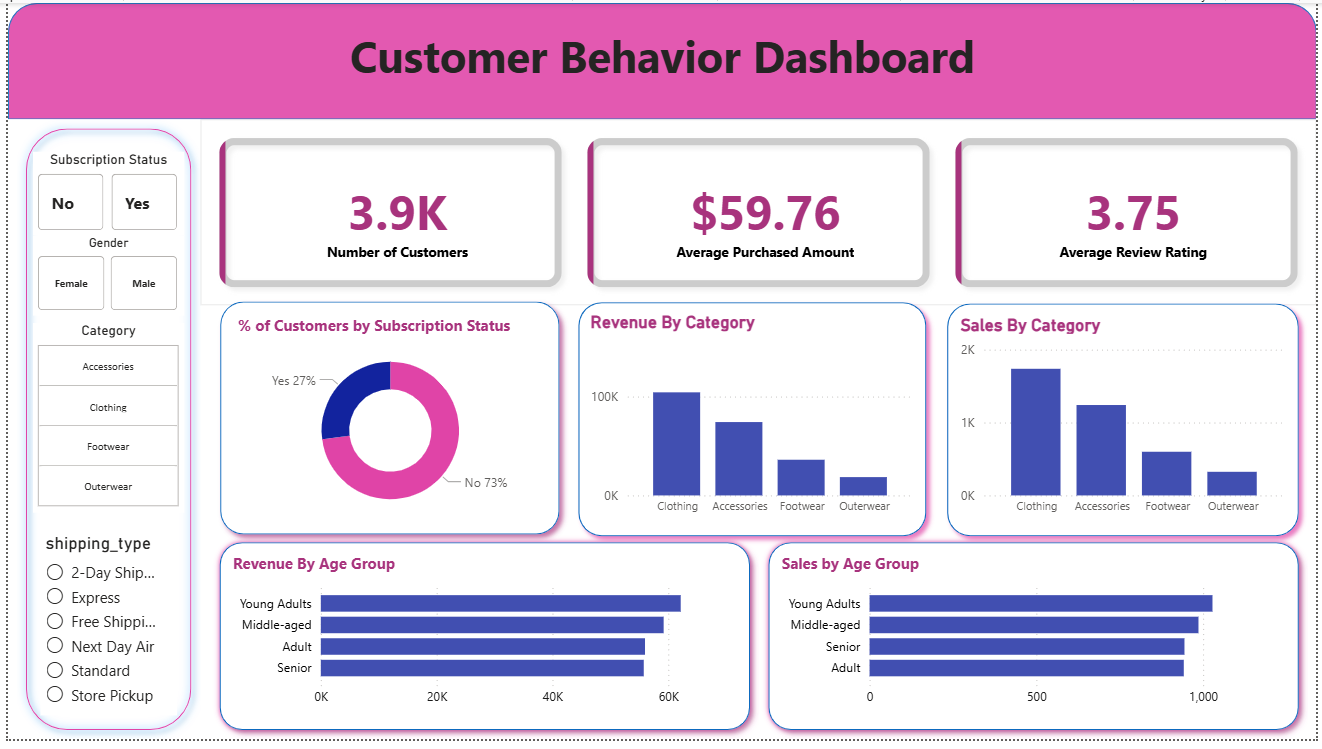 Customer Behavior Dashboard
Subscription Status
No Yes
Gender
Female Male
Category
Accessories
Clothing
Footwear
Outerwear
shipping_type
2-Day Ship...
Express
Free Shippi...
Next Day Air
Standard
Store Pickup
3.9K
Number of Customers
$59.76
Average Purchased Amount
3.75
Average Review Rating
% of Customers by Subscription Status
Yes 27%
No 73%
Revenue By Category
100K
0K
Clothing Accessories Footwear Outerwear
Sales By Category
2K
1K
0K
Clothing Accessories Footwear Outerwear
Revenue By Age Group
Young Adults
Middle-aged
Adult
Senior
0K 20K 40K 60K
Sales by Age Group
Young Adults
Middle-aged
Senior
Adult
0 500 1,000